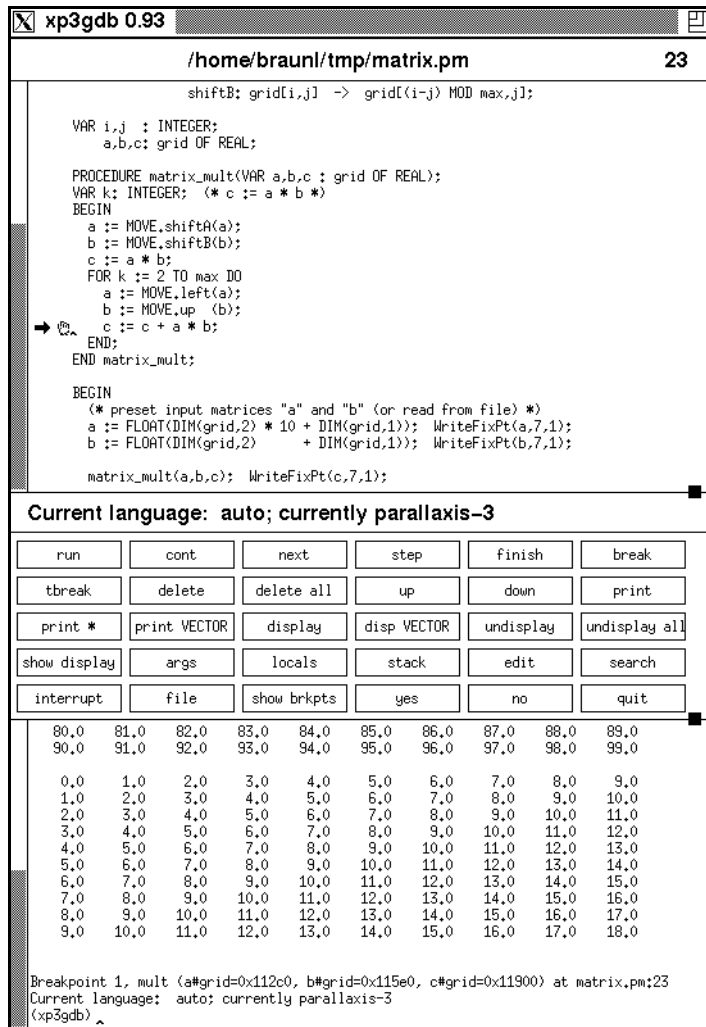 xp3gdb 0.93
/home/braunl/tmp/matrix.pm 23
shiftB: grid[i,j] -> grid[(i-j) MOD max,j];
VAR i,j : INTEGER;
a,b,c: grid OF REAL;
PROCEDURE matrix_mult(VAR a,b,c : grid OF REAL);
VAR k: INTEGER; (* c := a * b *)
BEGIN
a := MOVE.shiftA(a);
b := MOVE.shiftB(b);
c := a * b;
FOR k := 2 TO max DO
a := MOVE.left(a);
b := MOVE.up (b);
c := c + a * b;
END;
END matrix_mult;
BEGIN
(* preset input matrices "a" and "b" (or read from file) *)
a := FLOAT(DIM(grid,2) * 10 + DIM(grid,1)); WriteFixPt(a,7,1);
b := FLOAT(DIM(grid,2) + DIM(grid,1)); WriteFixPt(b,7,1);
matrix_mult(a,b,c); WriteFixPt(c,7,1);
Current language: auto; currently parallaxis-3
run cont next step finish break
tbreak delete delete all up down print
print * print VECTOR display disp VECTOR undisplay undisplay all
show display args locals stack edit search
interrupt file show brkpts yes no quit
80.0 81.0 82.0 83.0 84.0 85.0 86.0 87.0 88.0 89.0
90.0 91.0 92.0 93.0 94.0 95.0 96.0 97.0 98.0 99.0
0.0 1.0 2.0 3.0 4.0 5.0 6.0 7.0 8.0 9.0
1.0 2.0 3.0 4.0 5.0 6.0 7.0 8.0 9.0 10.0
2.0 3.0 4.0 5.0 6.0 7.0 8.0 9.0 10.0 11.0
3.0 4.0 5.0 6.0 7.0 8.0 9.0 10.0 11.0 12.0
4.0 5.0 6.0 7.0 8.0 9.0 10.0 11.0 12.0 13.0
5.0 6.0 7.0 8.0 9.0 10.0 11.0 12.0 13.0 14.0
6.0 7.0 8.0 9.0 10.0 11.0 12.0 13.0 14.0 15.0
7.0 8.0 9.0 10.0 11.0 12.0 13.0 14.0 15.0 16.0
8.0 9.0 10.0 11.0 12.0 13.0 14.0 15.0 16.0 17.0
9.0 10.0 11.0 12.0 13.0 14.0 15.0 16.0 17.0 18.0
Breakpoint 1, mult (a#grid=0x112c0, b#grid=0x115e0, c#grid=0x11900) at matrix.pm:23
Current language: auto; currently parallaxis-3
(xp3gdb)